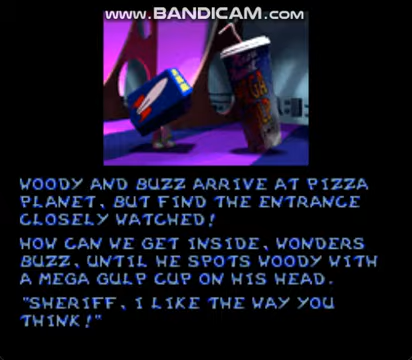 www.BANDICAM.com
WOODY AND BUZZ ARRIVE AT PIZZA
PLANET, BUT FIND THE ENTRANCE
CLOSELY WATCHED!
HOW CAN WE GET INSIDE, WONDERS
BUZZ, UNTIL HE SPOTS WOODY WITH
A MEGA GULP CUP ON HIS HEAD.
"SHERIFF, I LIKE THE WAY YOU
THINK!"